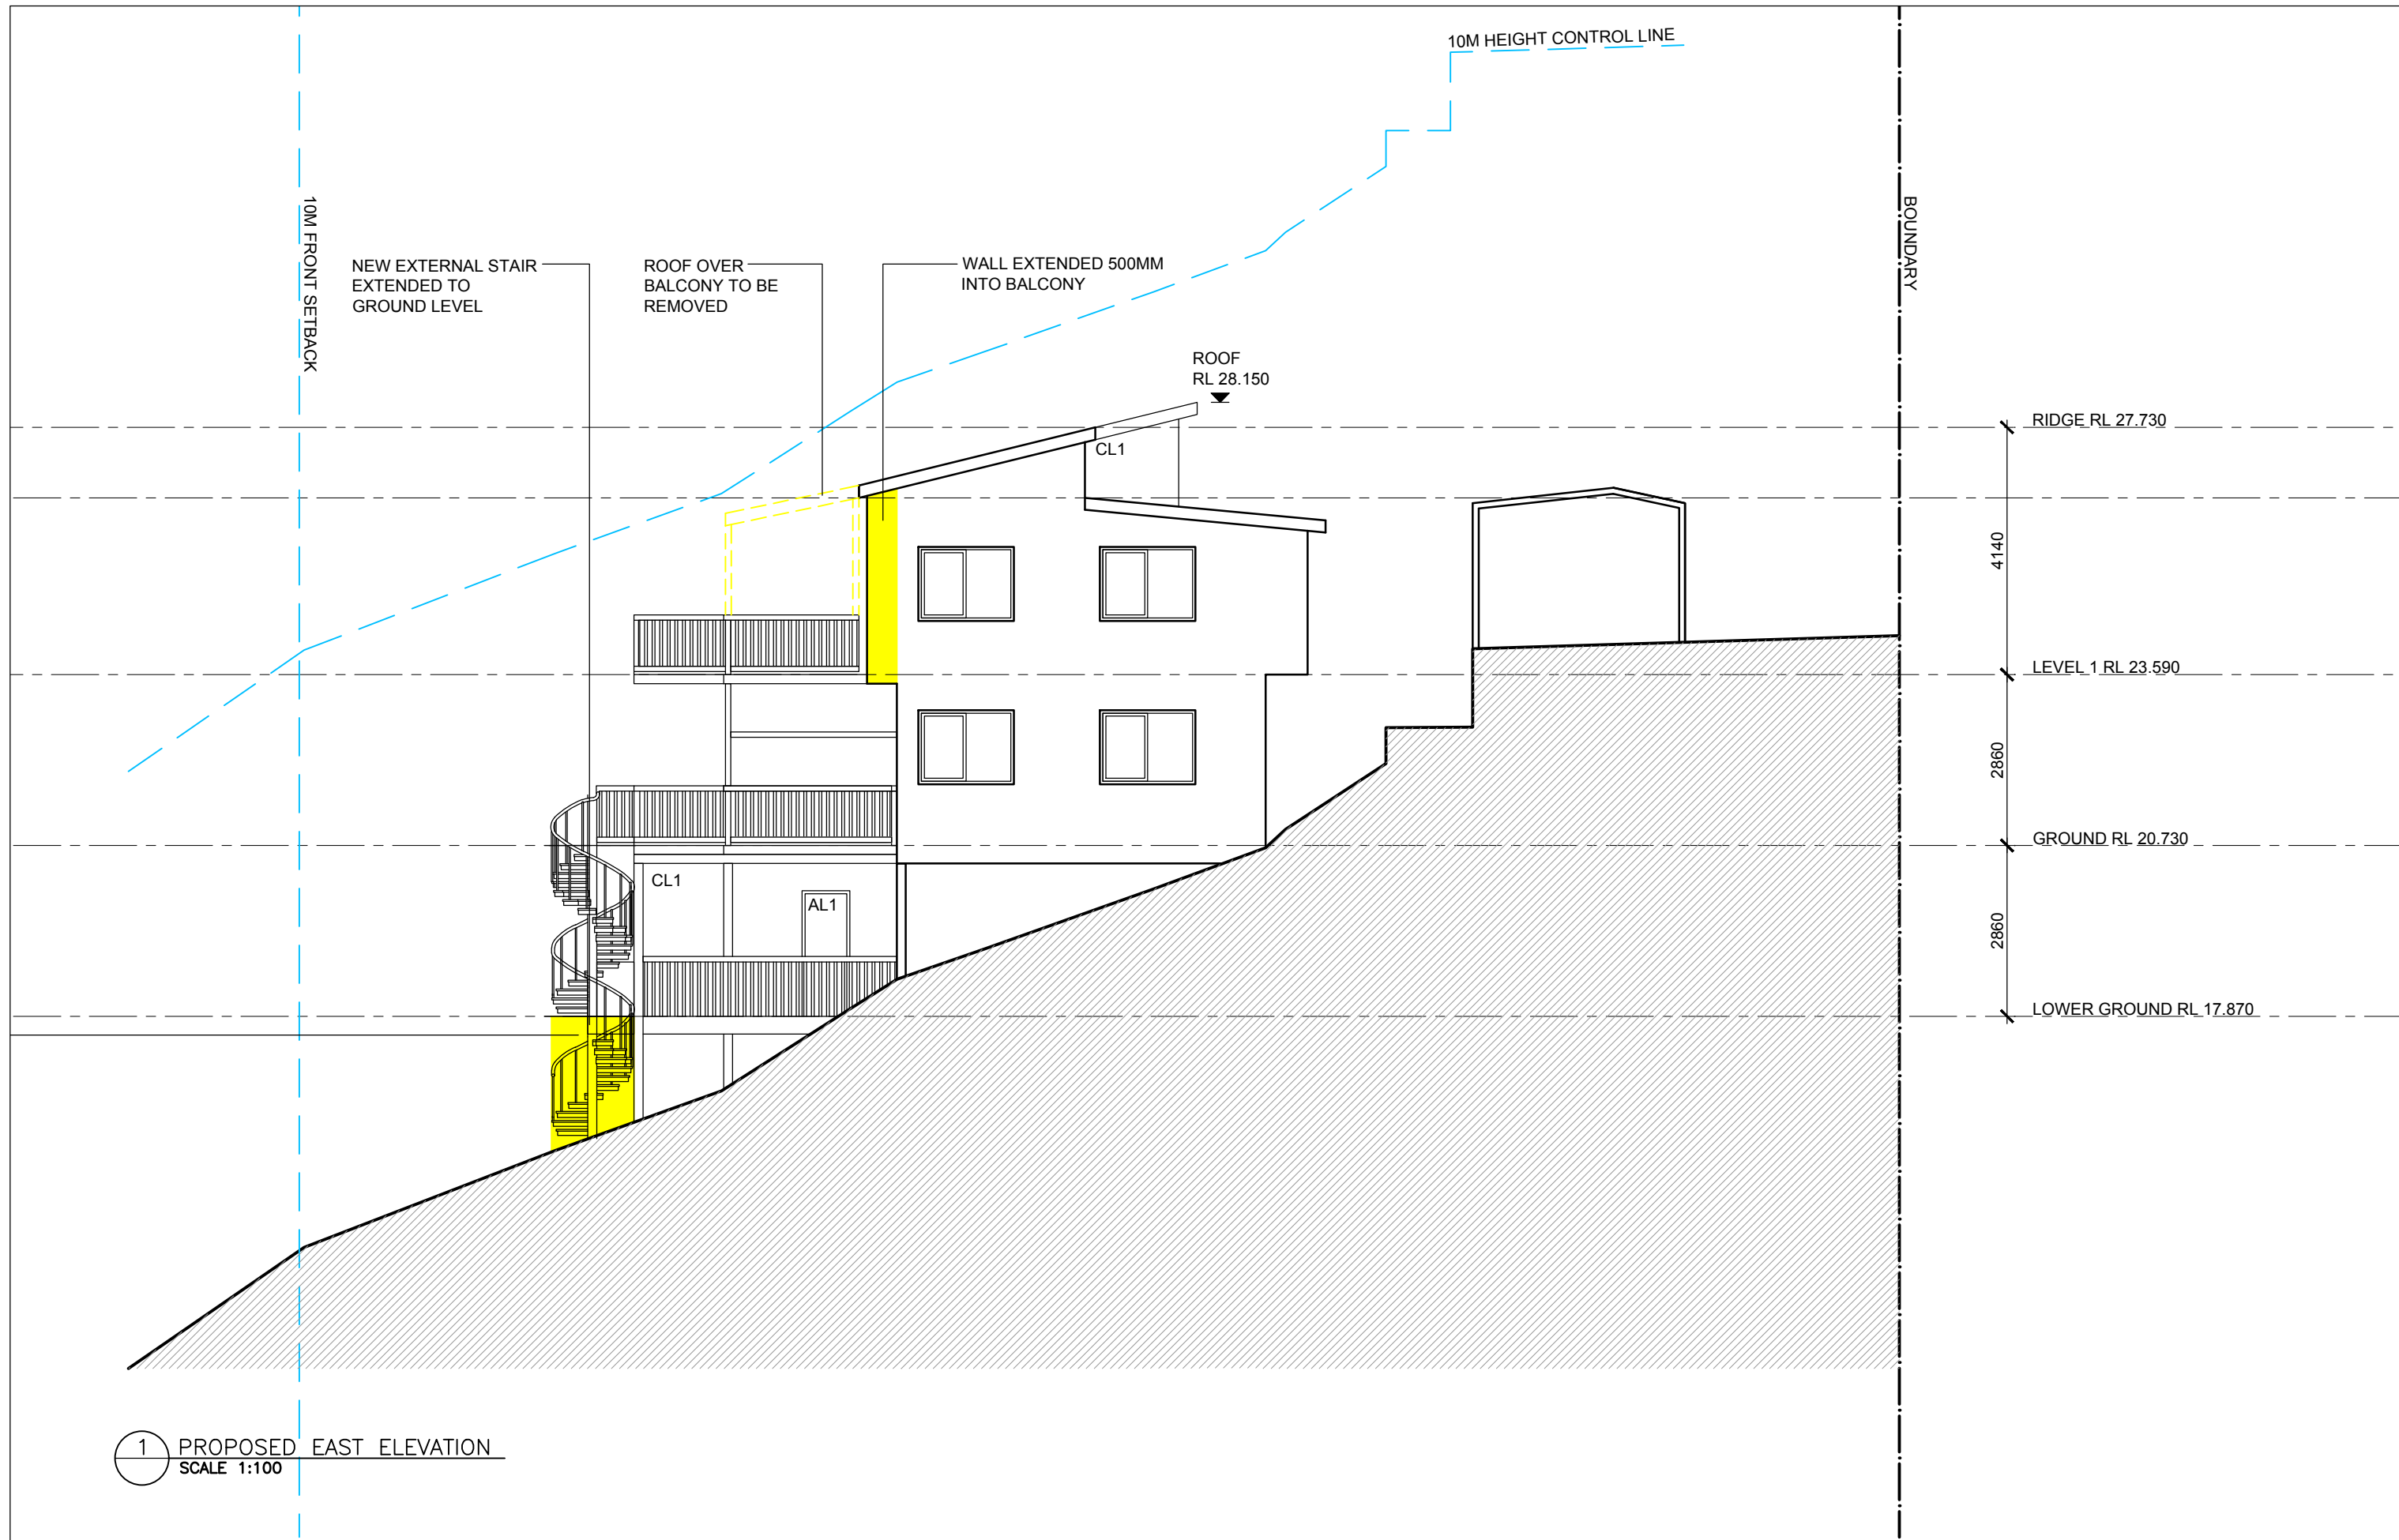 10M HEIGHT CONTROL LINE
10M FRONT SETBACK
BOUNDARY
NEW EXTERNAL STAIR
EXTENDED TO
GROUND LEVEL
ROOF OVER
BALCONY TO BE
REMOVED
WALL EXTENDED 500MM
INTO BALCONY
ROOF
RL 28.150
RIDGE RL 27.730
CL1
4140
LEVEL 1 RL 23.590
2860
GROUND RL 20.730
CL1
AL1
2860
LOWER GROUND RL 17.870
1
PROPOSED EAST ELEVATION
SCALE 1:100